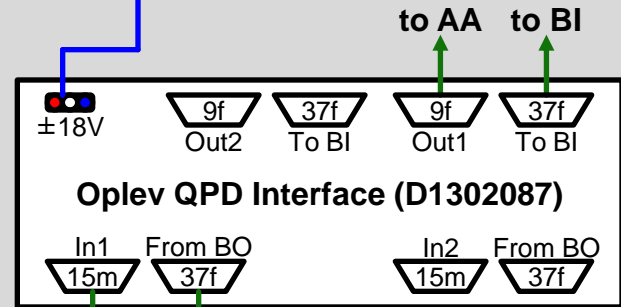 to AA to BI
9f 37f 9f 37f
±18V Out2 To BI Out1 To BI
Oplev QPD Interface (D1302087)
In1 From BO In2 From BO
15m 37f 15m 37f